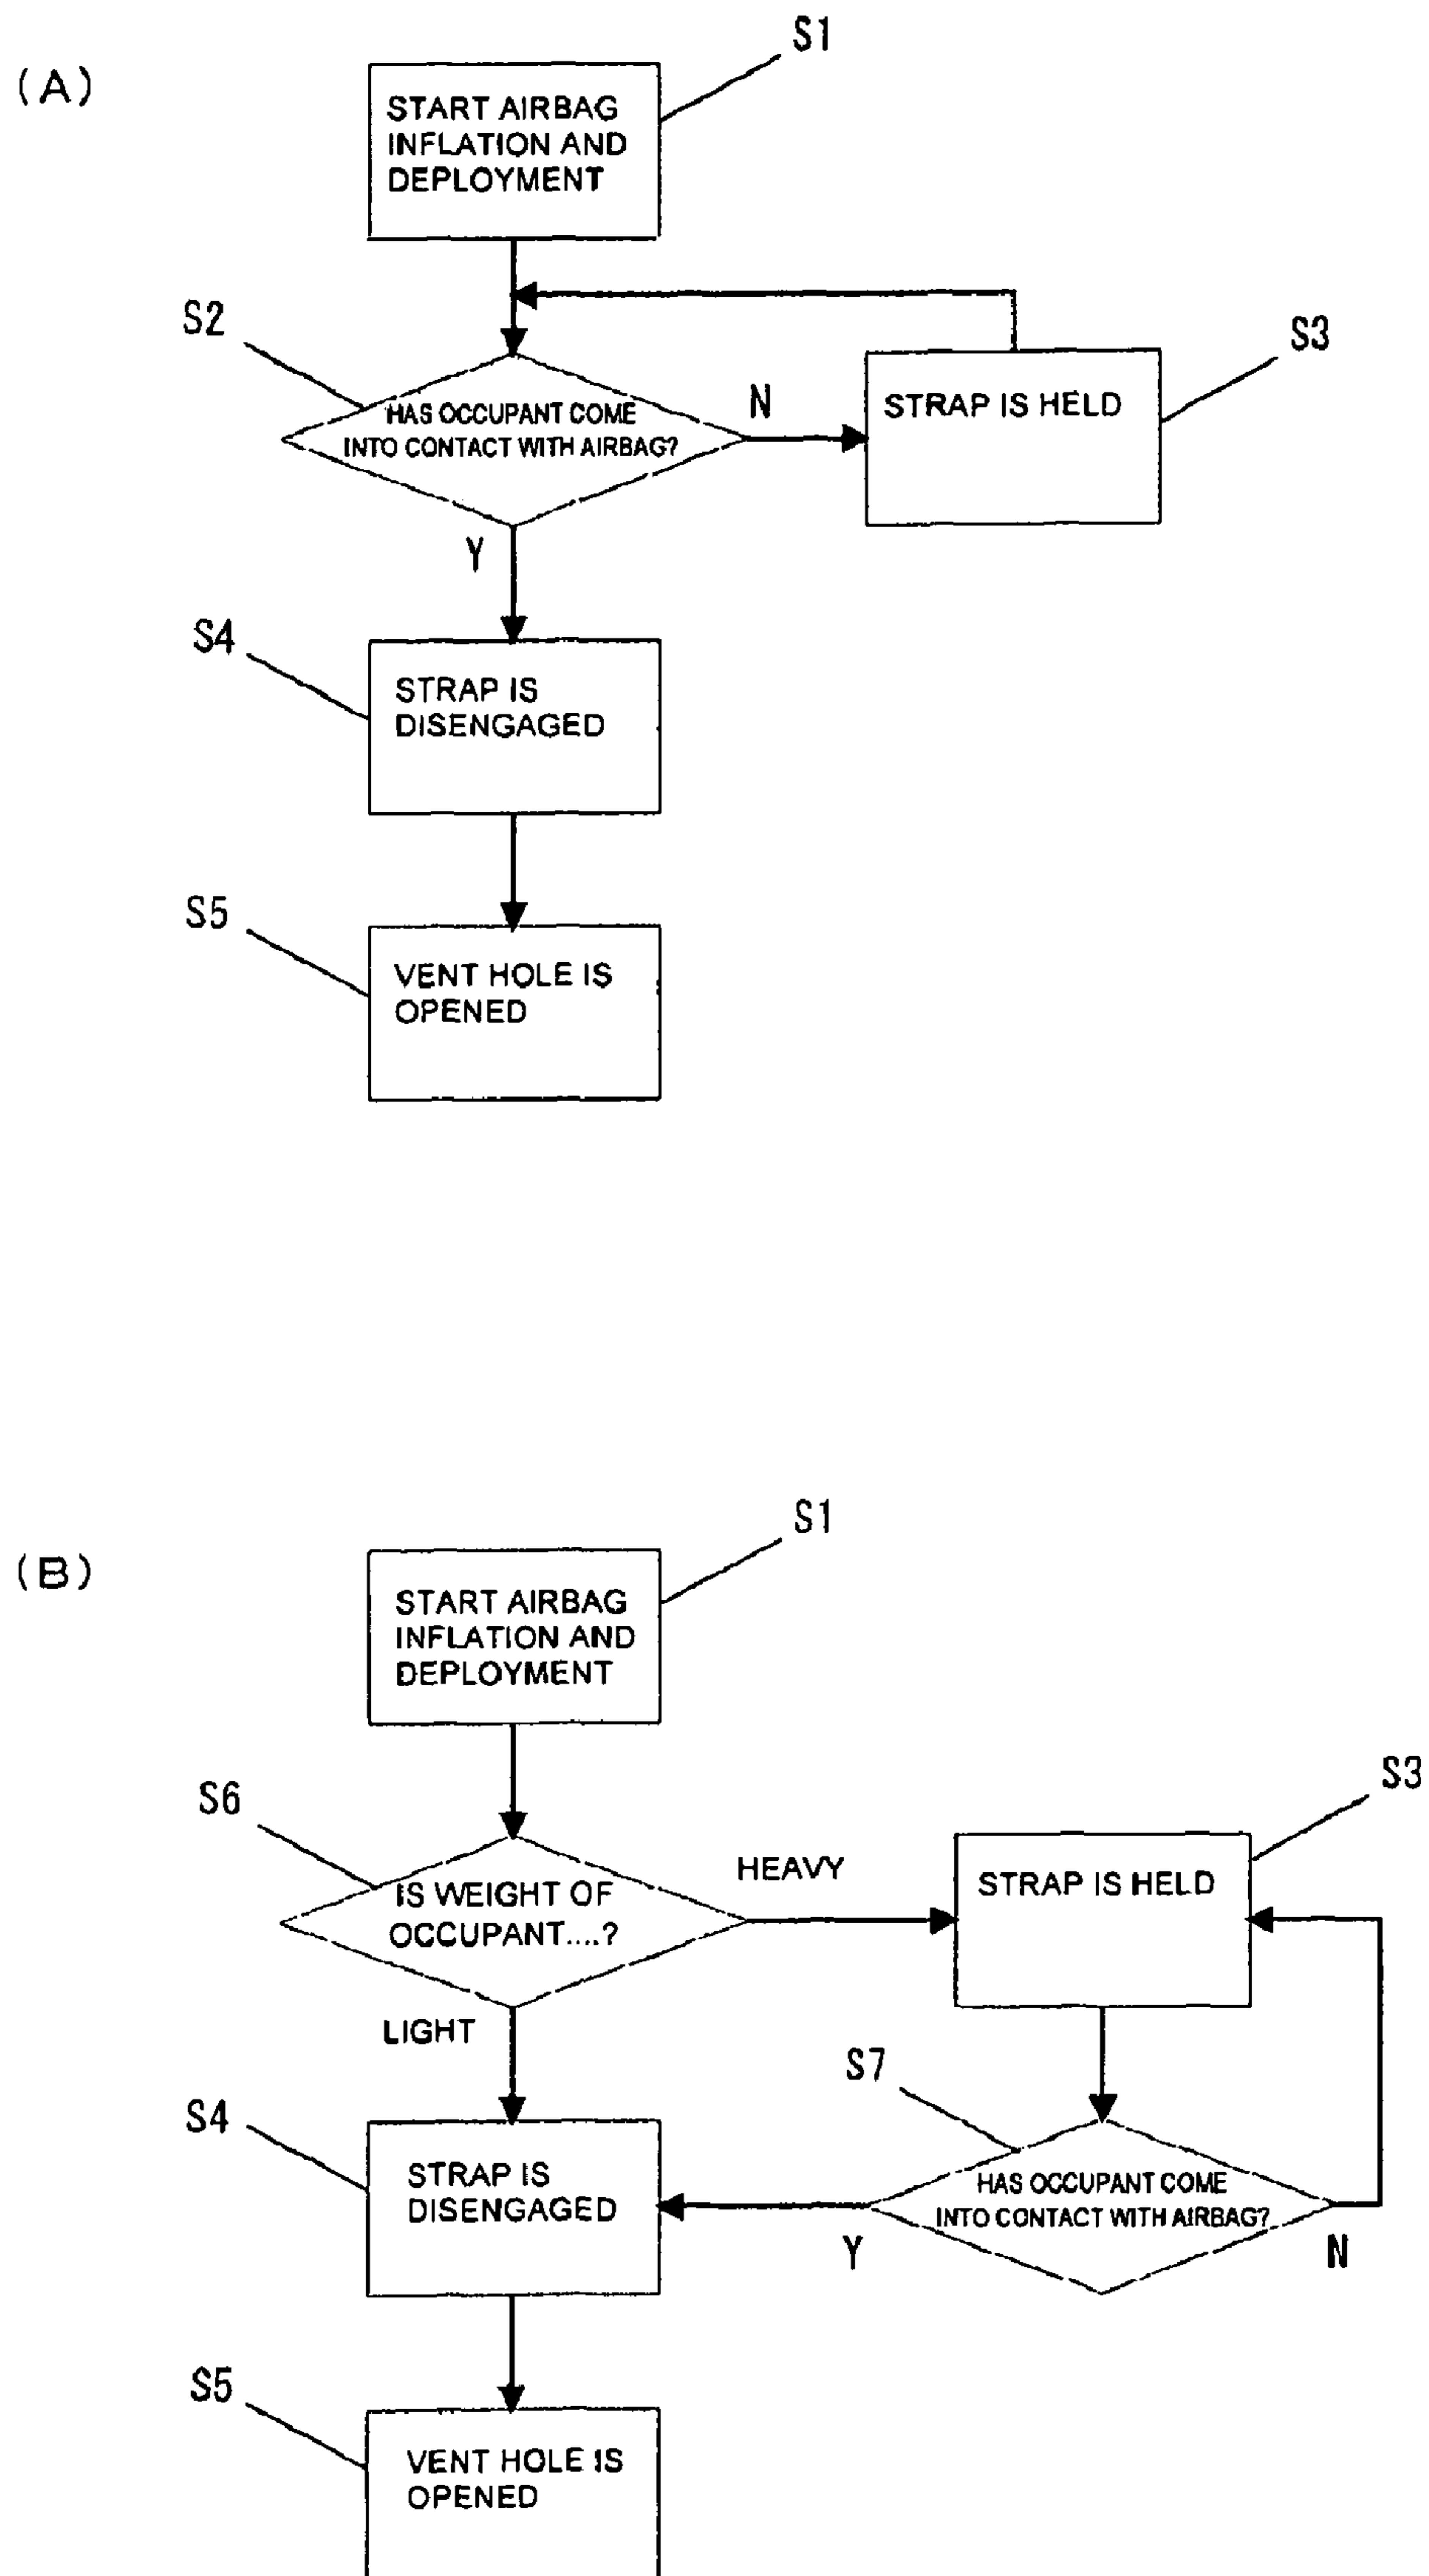 (A)
S1
START AIRBAG
INFLATION AND
DEPLOYMENT
S2
HAS OCCUPANT COME
INTO CONTACT WITH AIRBAG?
N
S3
STRAP IS HELD
Y
S4
STRAP IS
DISENGAGED
S5
VENT HOLE IS
OPENED
(B)
S1
START AIRBAG
INFLATION AND
DEPLOYMENT
S6
IS WEIGHT OF
OCCUPANT....?
HEAVY
S3
STRAP IS HELD
LIGHT
S7
HAS OCCUPANT COME
INTO CONTACT WITH AIRBAG?
Y
N
S4
STRAP IS
DISENGAGED
S5
VENT HOLE IS
OPENED